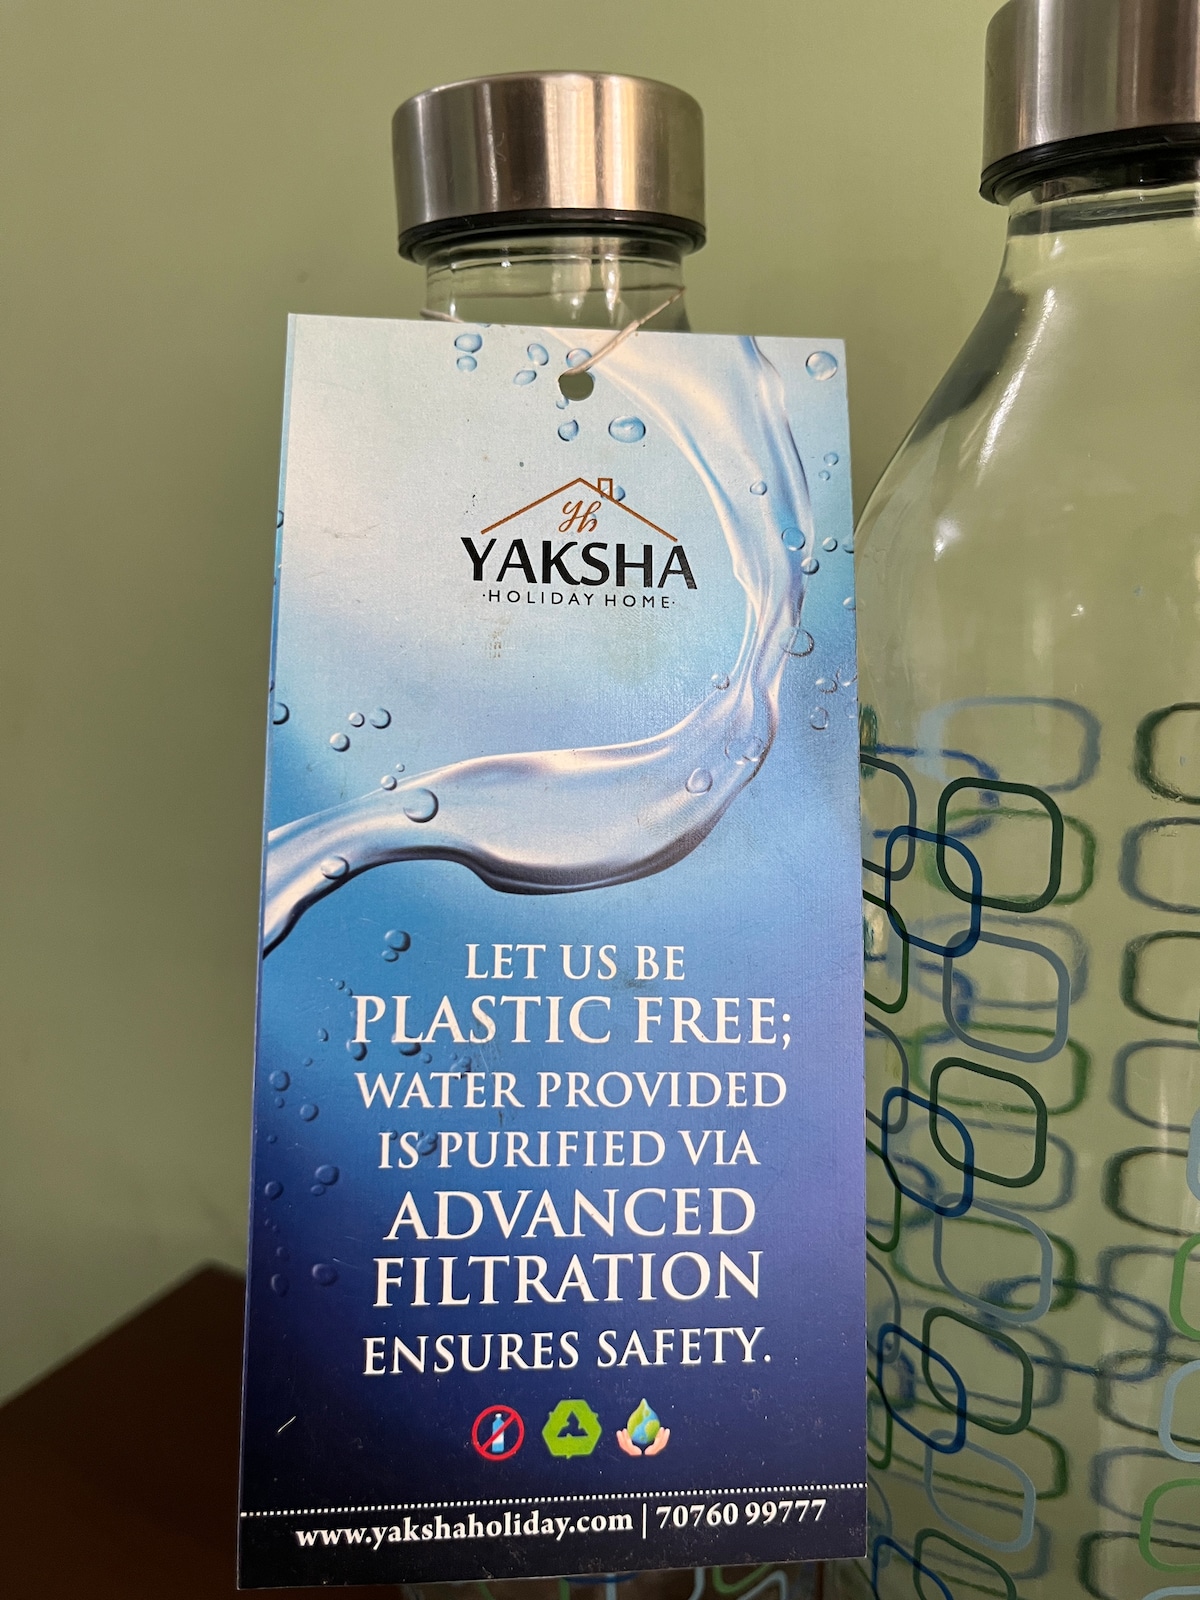 yh
YAKSHA
·HOLIDAY HOME·
LET US BE
PLASTIC FREE;
WATER PROVIDED
IS PURIFIED VIA
ADVANCED
FILTRATION
ENSURES SAFETY.
www.yakshaholiday.com | 70760 99777